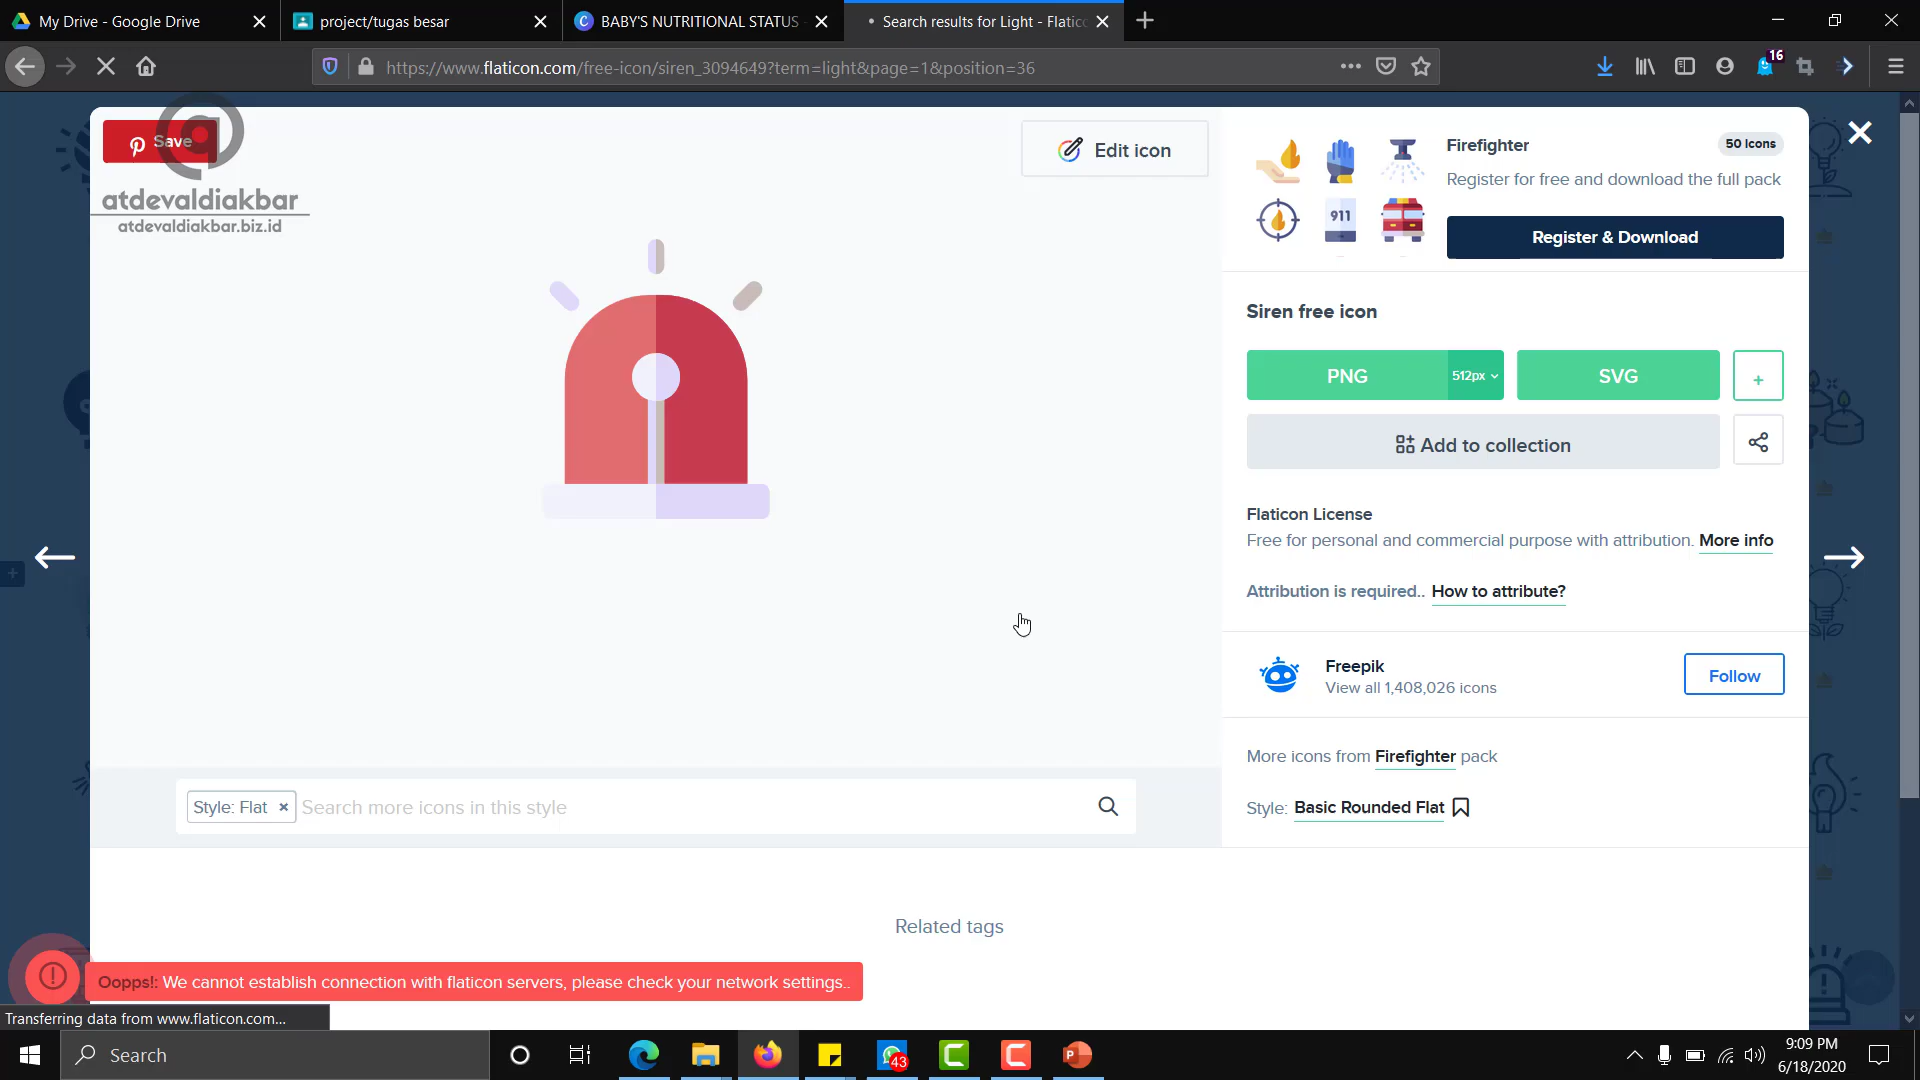 My Drive - Google Drive
project/tugas besar
BABY'S NUTRITIONAL STATUS
Search results for Light - Flatico
https://www.flaticon.com/free-icon/siren_3094649?term=light&page=1&position=36
16
Save
atdevaldiakbar
atdevaldiakbar.biz.id
Edit icon
911
Firefighter
50 Icons
Register for free and download the full pack
Register & Download
Siren free icon
PNG
512px
SVG
+
Add to collection
Flaticon License
Free for personal and commercial purpose with attribution. More info
Attribution is required.. How to attribute?
Freepik
View all 1,408,026 icons
Follow
More icons from Firefighter pack
Style: Basic Rounded Flat
Style: Flat ×
Search more icons in this style
Related tags
Oopps!: We cannot establish connection with flaticon servers, please check your network settings..
Transferring data from www.flaticon.com...
Search
43
9:09 PM
6/18/2020